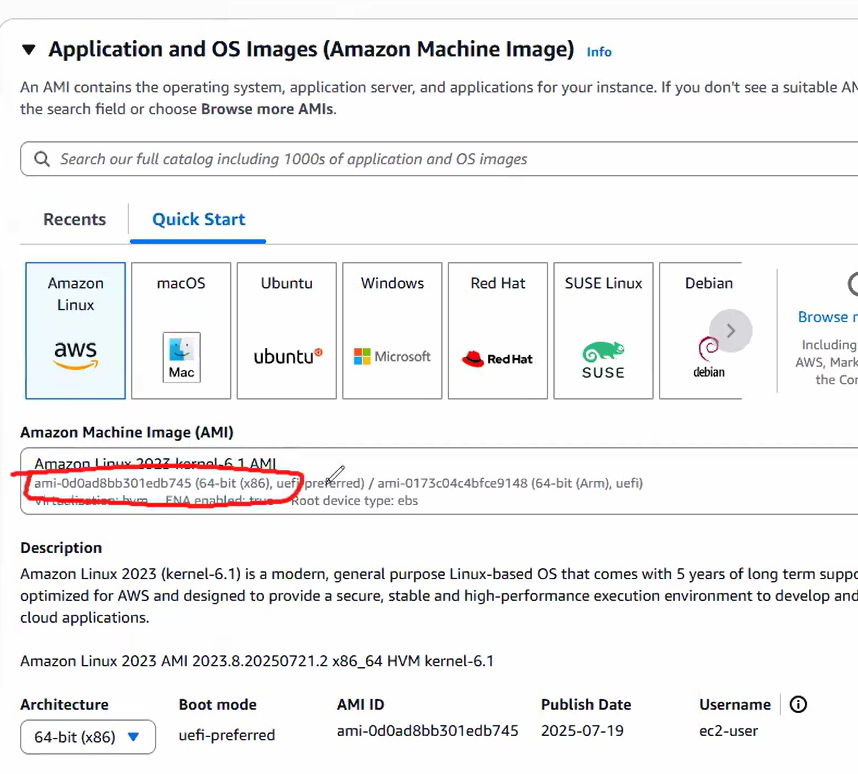 Application and OS Images (Amazon Machine Image) Info
An AMI contains the operating system, application server, and applications for your instance. If you don't see a suitable AM
the search field or choose Browse more AMIs.
Search our full catalog including 1000s of application and OS images
Recents
Quick Start
Amazon Linux
aws
macOS
Mac
Ubuntu
ubuntu
Windows
Microsoft
Red Hat
Red Hat
SUSE Linux
SUSE
Debian
debian
Browse
Including
AWS, Mark
the Co
Amazon Machine Image (AMI)
Amazon Linux 2023 kernel-6.1 AMI
ami-0d0ad8bb301edb745 (64-bit (x86), uefi-preferred) / ami-0173c04c4bfce9148 (64-bit (Arm), uefi)
Virtualization: hvm ENA enabled: true Root device type: ebs
Description
Amazon Linux 2023 (kernel-6.1) is a modern, general purpose Linux-based OS that comes with 5 years of long term suppo
optimized for AWS and designed to provide a secure, stable and high-performance execution environment to develop and
cloud applications.
Amazon Linux 2023 AMI 2023.8.20250721.2 x86_64 HVM kernel-6.1
Architecture
Boot mode
AMI ID
Publish Date
Username
64-bit (x86)
uefi-preferred
ami-0d0ad8bb301edb745
2025-07-19
ec2-user